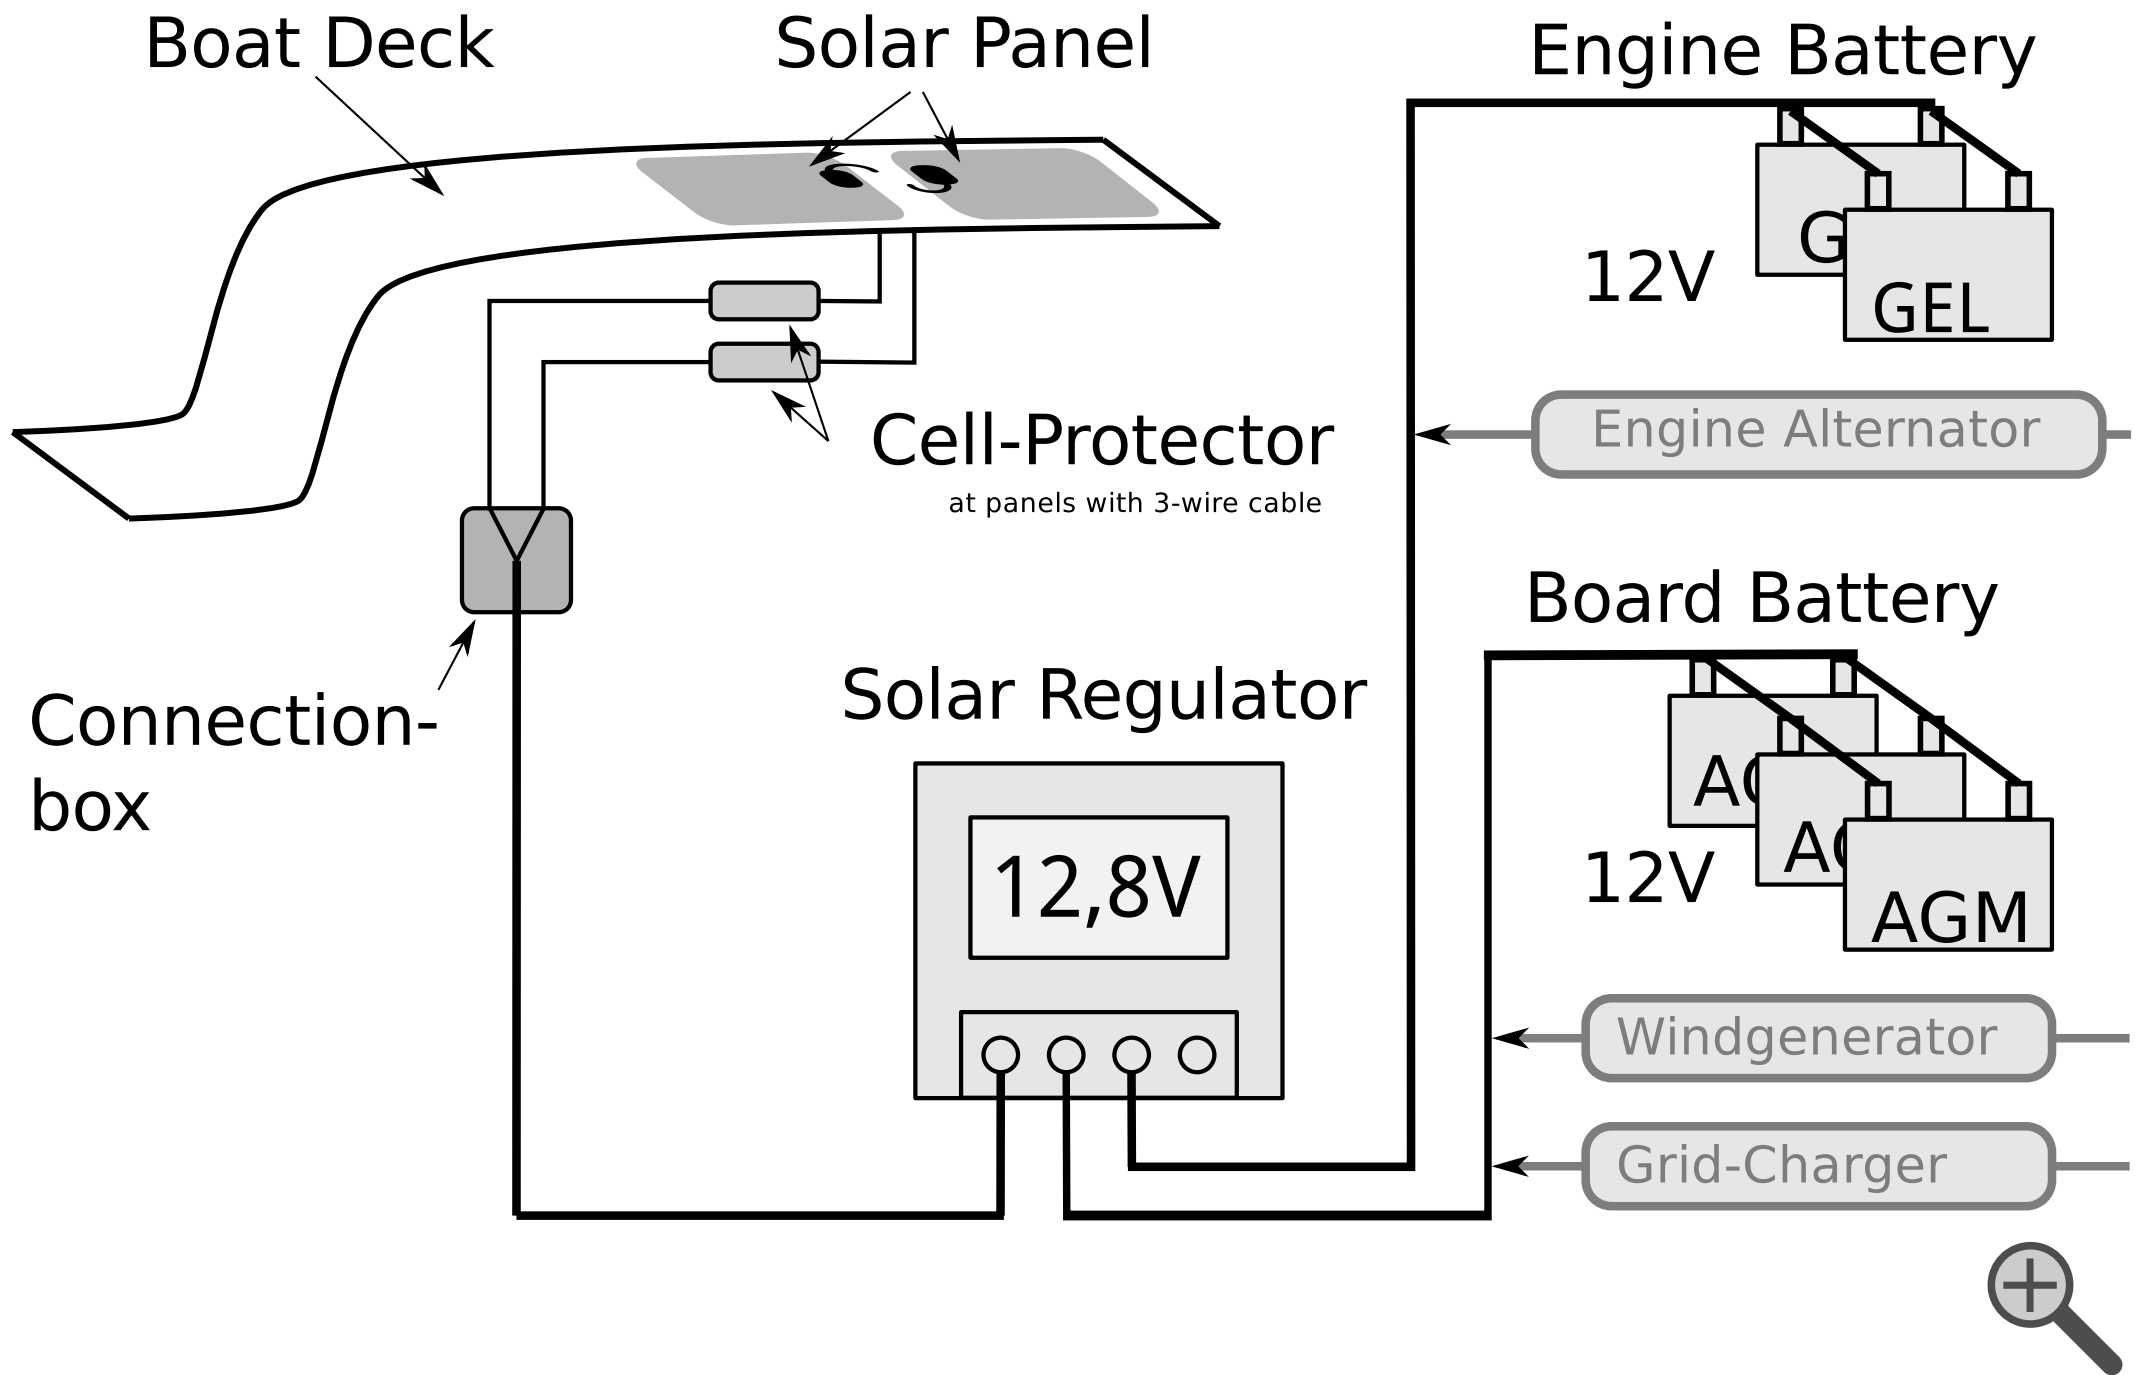 Boat Deck
Solar Panel
Engine Battery
G
GEL
12V
Engine Alternator
Cell-Protector
at panels with 3-wire cable
Board Battery
Connection-
box
Solar Regulator
12,8V
A
A
AGM
12V
Windgenerator
Grid-Charger